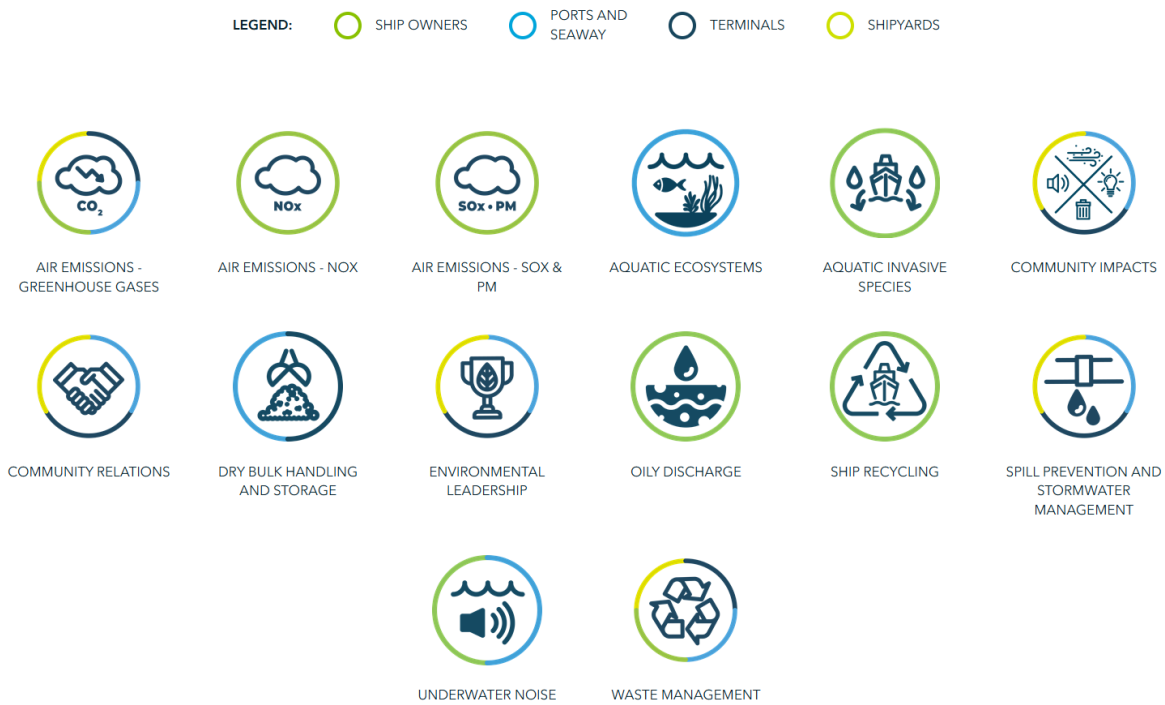 LEGEND:
SHIP OWNERS
PORTS AND
SEAWAY
TERMINALS
SHIPYARDS
CO2
NOx
SOx • PM
AIR EMISSIONS -
GREENHOUSE GASES
AIR EMISSIONS - NOX
AIR EMISSIONS - SOX &
PM
AQUATIC ECOSYSTEMS
AQUATIC INVASIVE
SPECIES
COMMUNITY IMPACTS
COMMUNITY RELATIONS
DRY BULK HANDLING
AND STORAGE
ENVIRONMENTAL
LEADERSHIP
OILY DISCHARGE
SHIP RECYCLING
SPILL PREVENTION AND
STORMWATER
MANAGEMENT
UNDERWATER NOISE
WASTE MANAGEMENT